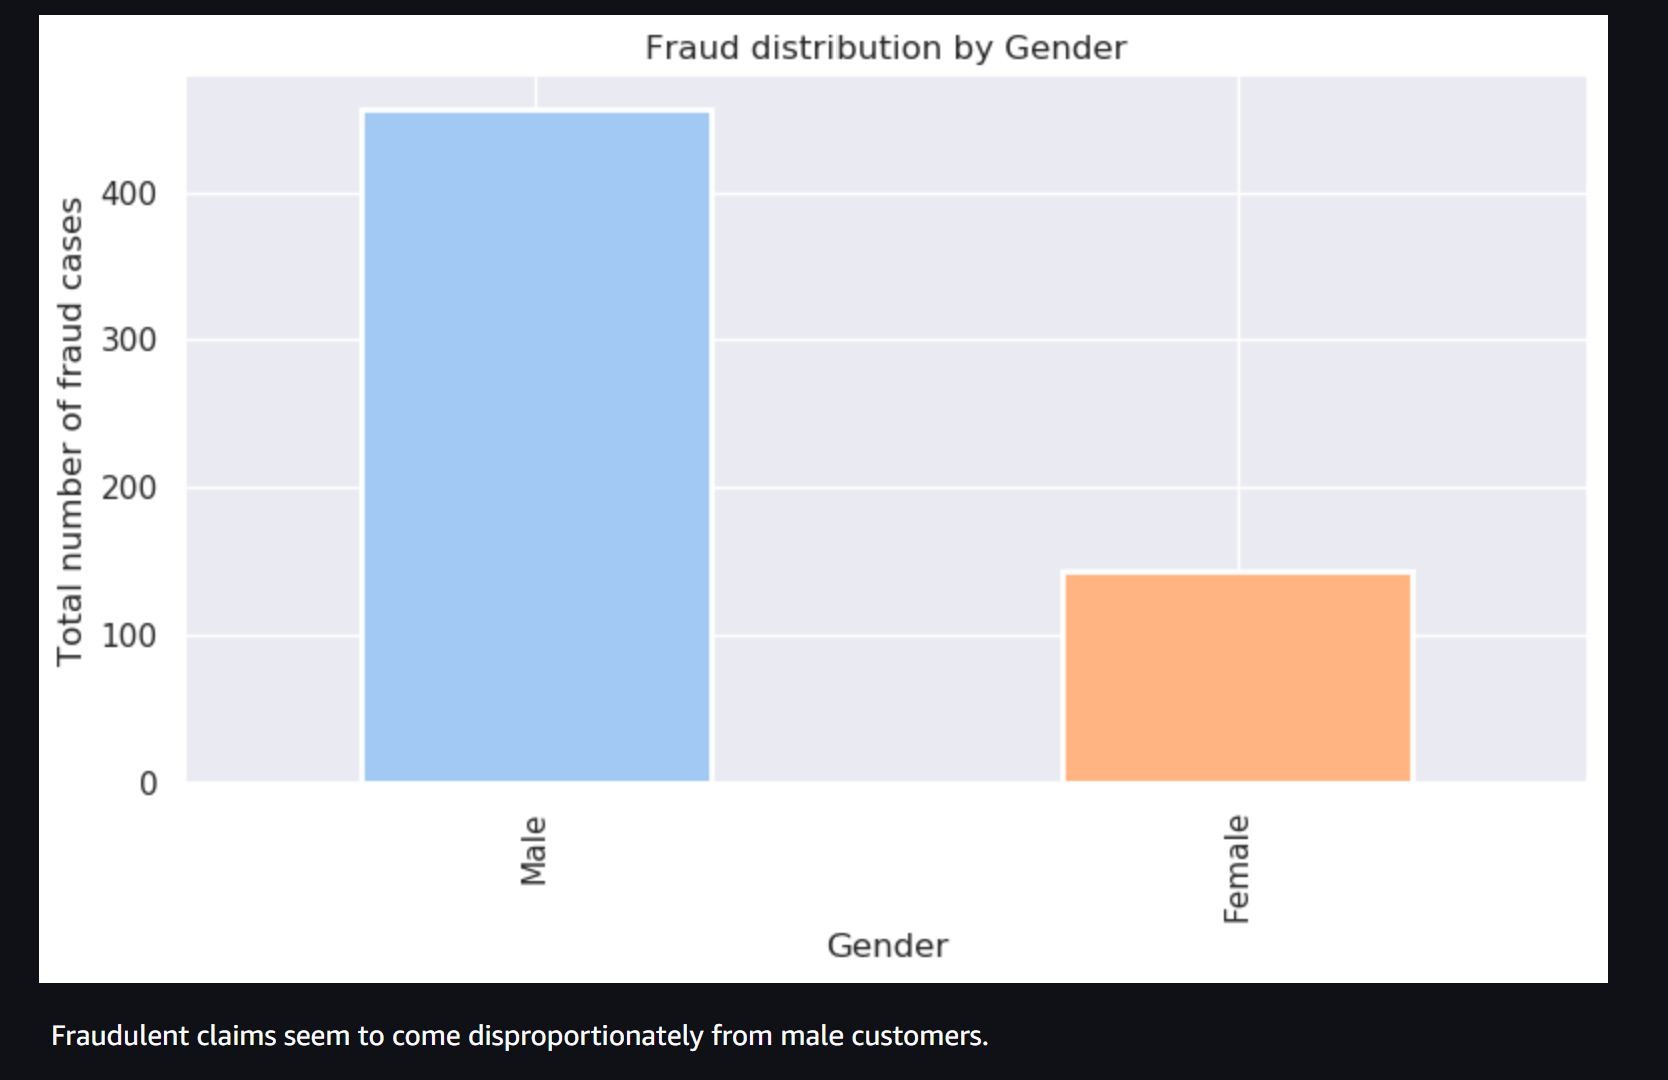 Fraud distribution by Gender
Total number of fraud cases
400
300
200
100
0
Male
Female
Gender
Fraudulent claims seem to come disproportionately from male customers.